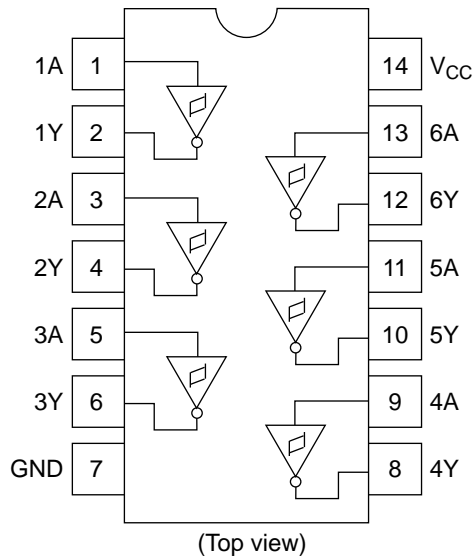 1A 1 14 VCC
1Y 2 13 6A
2A 3 12 6Y
2Y 4 11 5A
3A 5 10 5Y
3Y 6 9 4A
GND 7 8 4Y
(Top view)